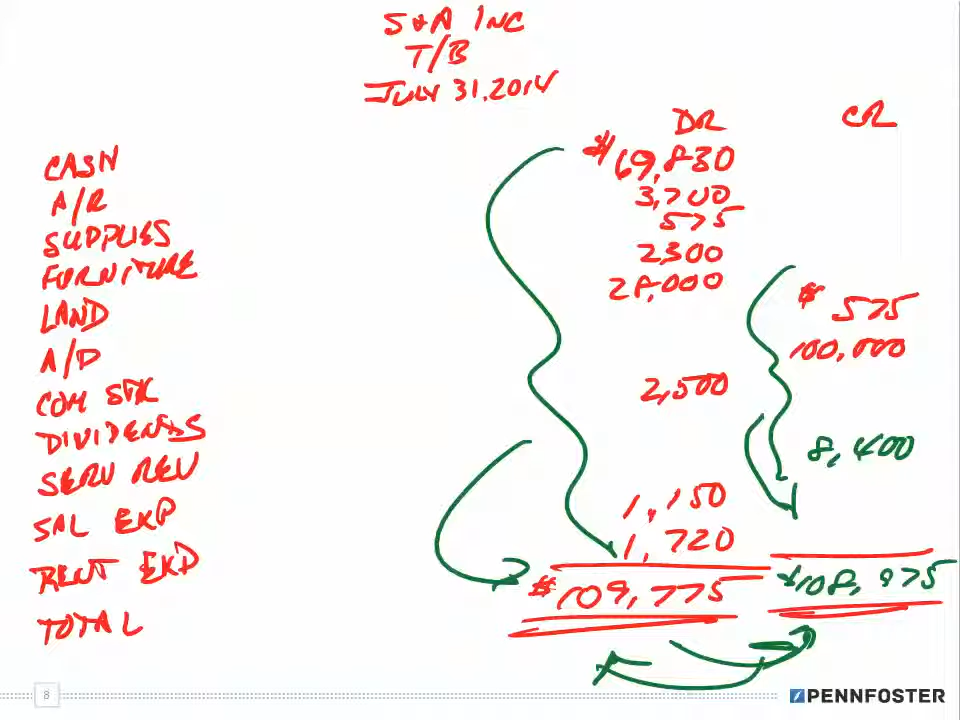 S&A INC
T/B
JULY 31, 2014
DR CR
CASH $69,830
A/R 3,700
SUPPLIES 575
FURNITURE 2,300
LAND 28,000
A/P $575
COM STK 100,000
DIVIDENDS 2,500
SERV REV 8,400
SAL EXP 1,150
RENT EXP 1,720
TOTAL $109,775 $108,975
8
PENNFOSTER